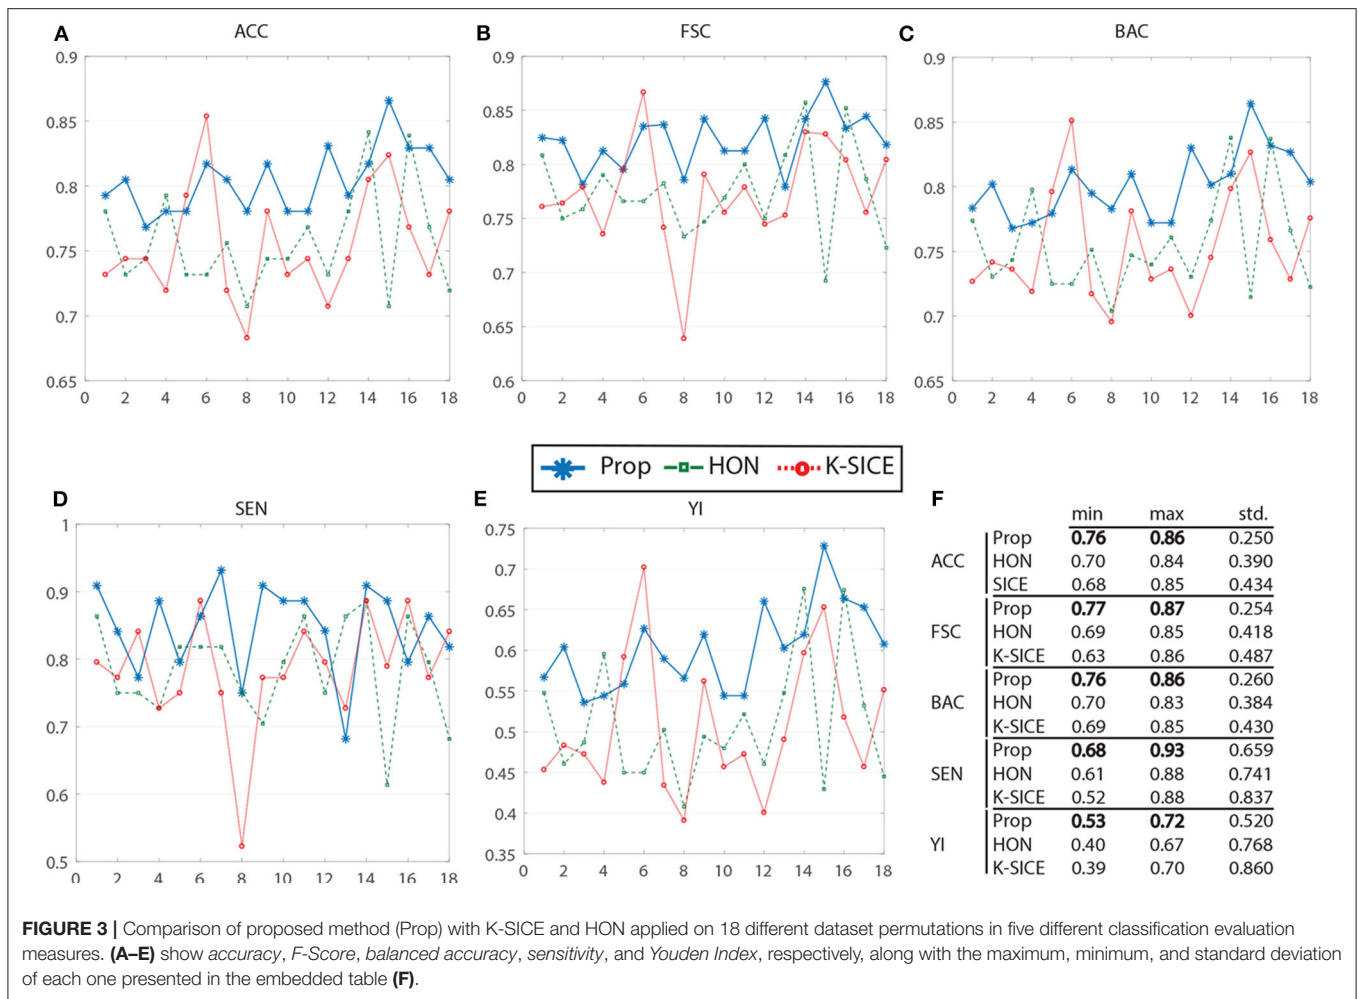 A ACC
0.9
0.85
0.8
0.75
0.7
0.65
0 2 4 6 8 10 12 14 16 18
B FSC
0.9
0.85
0.8
0.75
0.7
0.65
0.6
0 2 4 6 8 10 12 14 16 18
C BAC
0.9
0.85
0.8
0.75
0.7
0.65
0 2 4 6 8 10 12 14 16 18
Prop HON K-SICE
D SEN
1
0.9
0.8
0.7
0.6
0.5
0 2 4 6 8 10 12 14 16 18
E YI
0.75
0.7
0.65
0.6
0.55
0.5
0.45
0.4
0.35
0 2 4 6 8 10 12 14 16 18
F min max std.
ACC
Prop 0.76 0.86 0.250
HON 0.70 0.84 0.390
SICE 0.68 0.85 0.434
FSC
Prop 0.77 0.87 0.254
HON 0.69 0.85 0.418
K-SICE 0.63 0.86 0.487
BAC
Prop 0.76 0.86 0.260
HON 0.70 0.83 0.384
K-SICE 0.69 0.85 0.430
SEN
Prop 0.68 0.93 0.659
HON 0.61 0.88 0.741
K-SICE 0.52 0.88 0.837
YI
Prop 0.53 0.72 0.520
HON 0.40 0.67 0.768
K-SICE 0.39 0.70 0.860
FIGURE 3 | Comparison of proposed method (Prop) with K-SICE and HON applied on 18 different dataset permutations in five different classification evaluation
measures. (A–E) show accuracy, F-Score, balanced accuracy, sensitivity, and Youden Index, respectively, along with the maximum, minimum, and standard deviation
of each one presented in the embedded table (F).